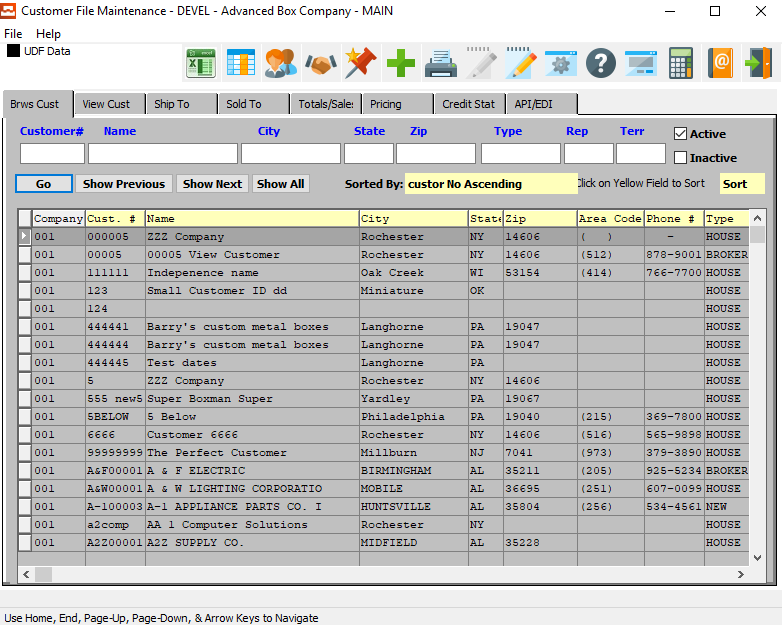 Customer File Maintenance - DEVEL - Advanced Box Company - MAIN
File Help
UDF Data
Brws Cust View Cust Ship To Sold To Totals/Sales Pricing Credit Stat API/EDI
Customer# Name City State Zip Type Rep Terr Active
Inactive
Go Show Previous Show Next Show All Sorted By: custor No Ascending Click on Yellow Field to Sort Sort
Company Cust. # Name City State Zip Area Code Phone # Type
001 000005 ZZZ Company Rochester NY 14606 (   ) - HOUSE
001 00005 00005 View Customer Rochester NY 14606 (512) 878-9001 BROKER
001 111111 Indepenence name Oak Creek WI 53154 (414) 766-7700 HOUSE
001 123 Small Customer ID dd Miniature OK HOUSE
001 124 HOUSE
001 444441 Barry's custom metal boxes Langhorne PA 19047 HOUSE
001 444444 Barry's custom metal boxes Langhorne PA 19047 HOUSE
001 444445 Test dates Langhorne PA HOUSE
001 5 ZZZ Company Rochester NY 14606 HOUSE
001 555 new5 Super Boxman Super Yardley PA 19067 HOUSE
001 5BELOW 5 Below Philadelphia PA 19040 (215) 369-7800 HOUSE
001 6666 Customer 6666 Rochester NY 14606 (516) 565-9898 HOUSE
001 99999999 The Perfect Customer Millburn NJ 7041 (973) 379-3890 HOUSE
001 A&F00001 A & F ELECTRIC BIRMINGHAM AL 35211 (205) 925-5234 BROKER
001 A&W00001 A & W LIGHTING CORPORATIO MOBILE AL 36695 (251) 607-0099 HOUSE
001 A-100003 A-1 APPLIANCE PARTS CO. I HUNTSVILLE AL 35804 (256) 534-4561 NEW
001 a2comp AA 1 Computer Solutions Rochester NY HOUSE
001 A2Z00001 A2Z SUPPLY CO. MIDFIELD AL 35228 HOUSE
Use Home, End, Page-Up, Page-Down, & Arrow Keys to Navigate